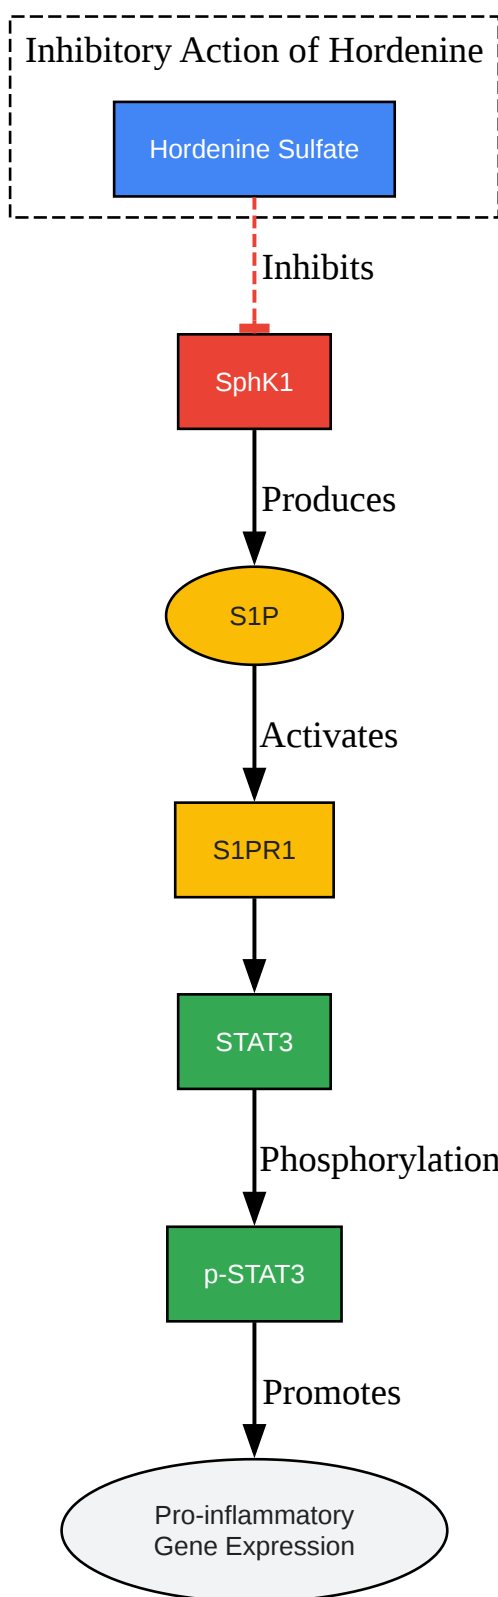 Inhibitory Action of Hordenine
Hordenine Sulfate
Inhibits
SphK1
Produces
S1P
Activates
S1PR1
STAT3
Phosphorylation
p-STAT3
Promotes
Pro-inflammatory
Gene Expression